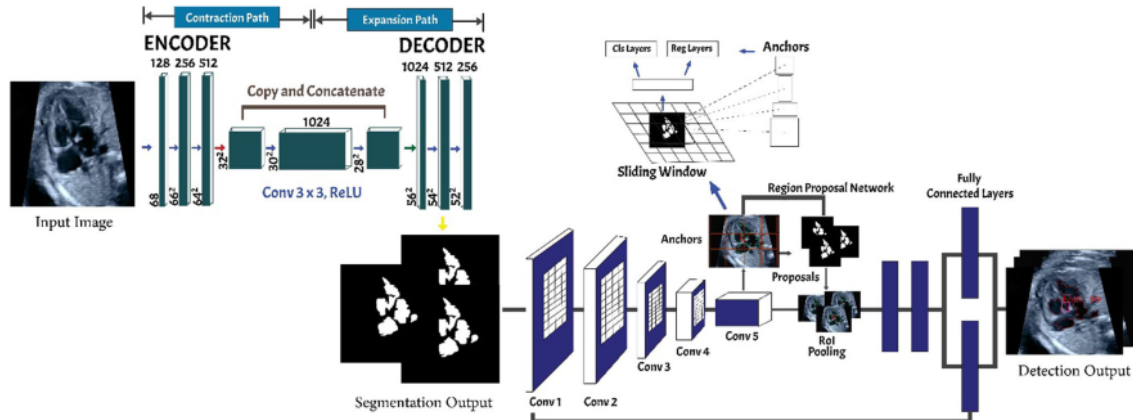 Contraction Path
Expansion Path
ENCODER
DECODER
128 256 512
1024 512 256
Copy and Concatenate
1024
68
66²
64²
32²
30²
28²
56²
54²
52²
Conv 3 x 3, ReLU
Input Image
Cls Layers
Reg Layers
Anchors
Sliding Window
Region Proposal Network
Fully
Connected Layers
Anchors
Proposals
RoI
Pooling
Conv 1
Conv 2
Conv 3
Conv 4
Conv 5
Segmentation Output
Detection Output